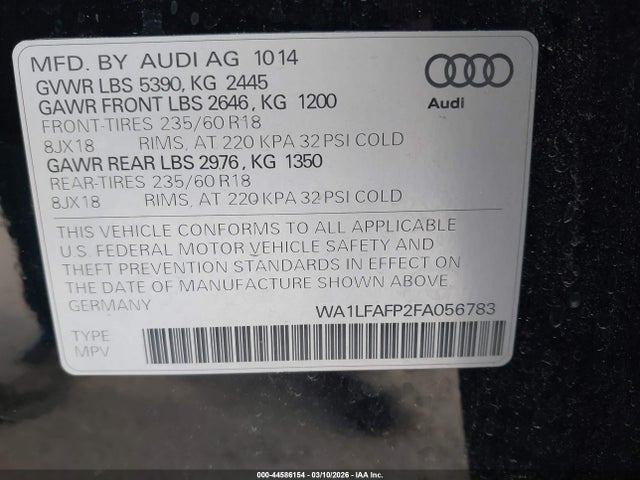 MFD. BY AUDI AG 1014
GVWR LBS 5390, KG 2445
GAWR FRONT LBS 2646, KG 1200
FRONT-TIRES 235/60 R18
8JX18 RIMS, AT 220 KPA 32 PSI COLD
GAWR REAR LBS 2976, KG 1350
REAR-TIRES 235/60 R18
8JX18 RIMS, AT 220 KPA 32 PSI COLD
Audi
THIS VEHICLE CONFORMS TO ALL APPLICABLE
U.S. FEDERAL MOTOR VEHICLE SAFETY AND
THEFT PREVENTION STANDARDS IN EFFECT ON
THE DATE OF MANUFACTURE SHOWN ABOVE.
GERMANY WA1LFAFP2FA056783
TYPE
MPV
000-44586154 | 03/10/2026 | IAA Inc.